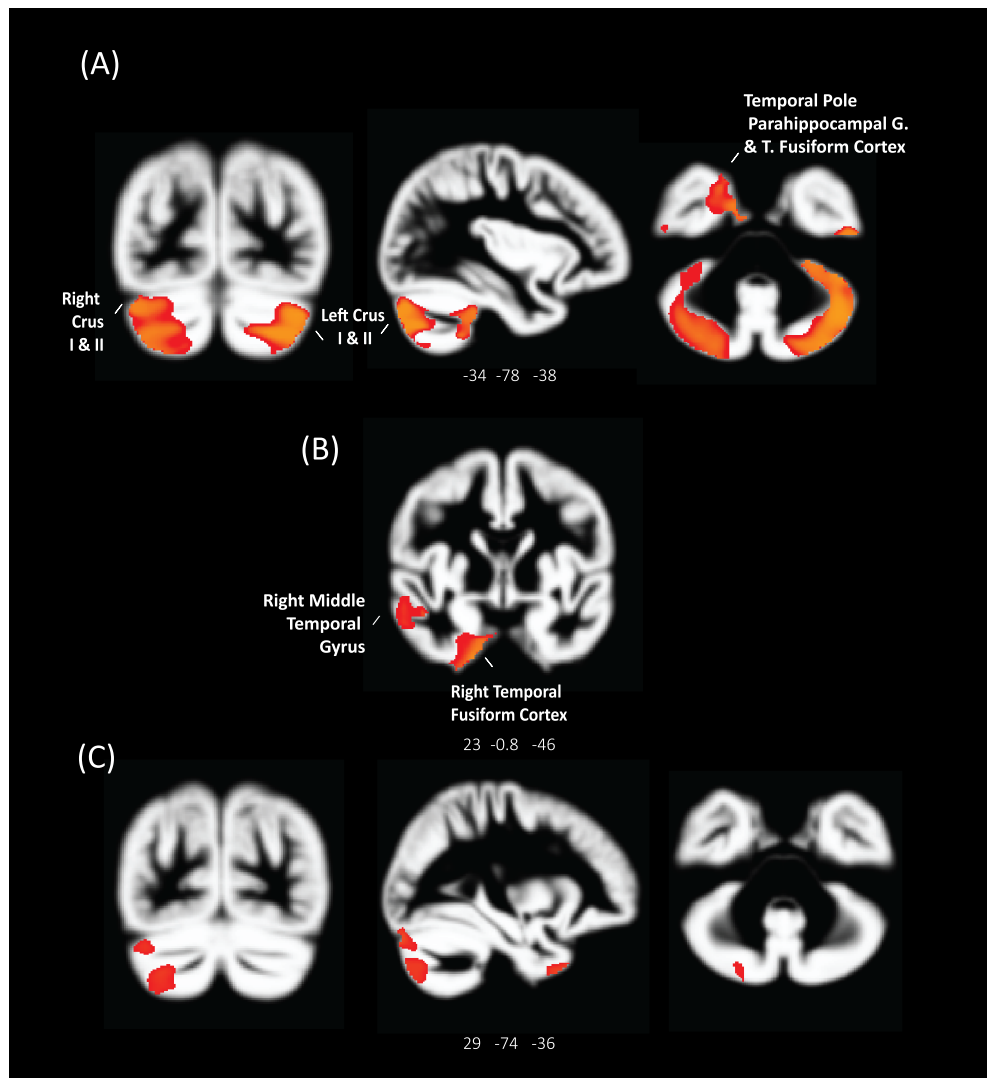 (A)
Temporal Pole
Parahippocampal G.
& T. Fusiform Cortex
Right
Crus
I & II
Left Crus
I & II
-34 -78 -38
(B)
Right Middle
Temporal
Gyrus
Right Temporal
Fusiform Cortex
23 -0.8 -46
(C)
29 -74 -36